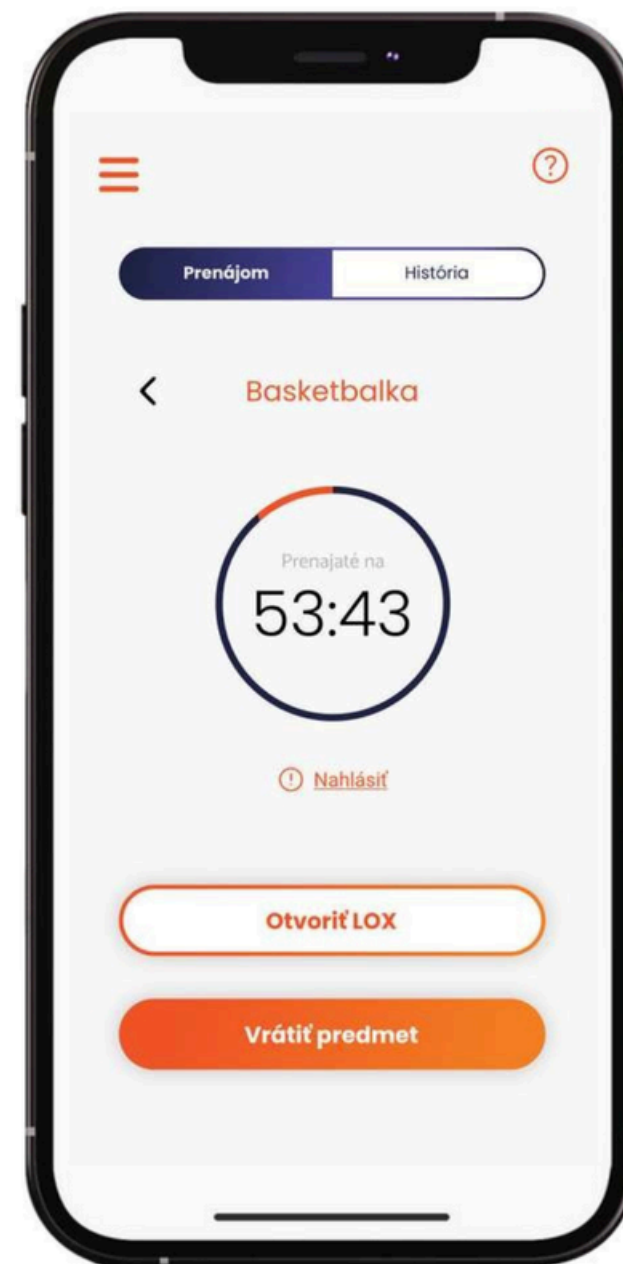 Prenájom
História
Basketbalka
Prenajaté na
53:43
Nahlásiť
Otvoriť LOX
Vrátiť predmet